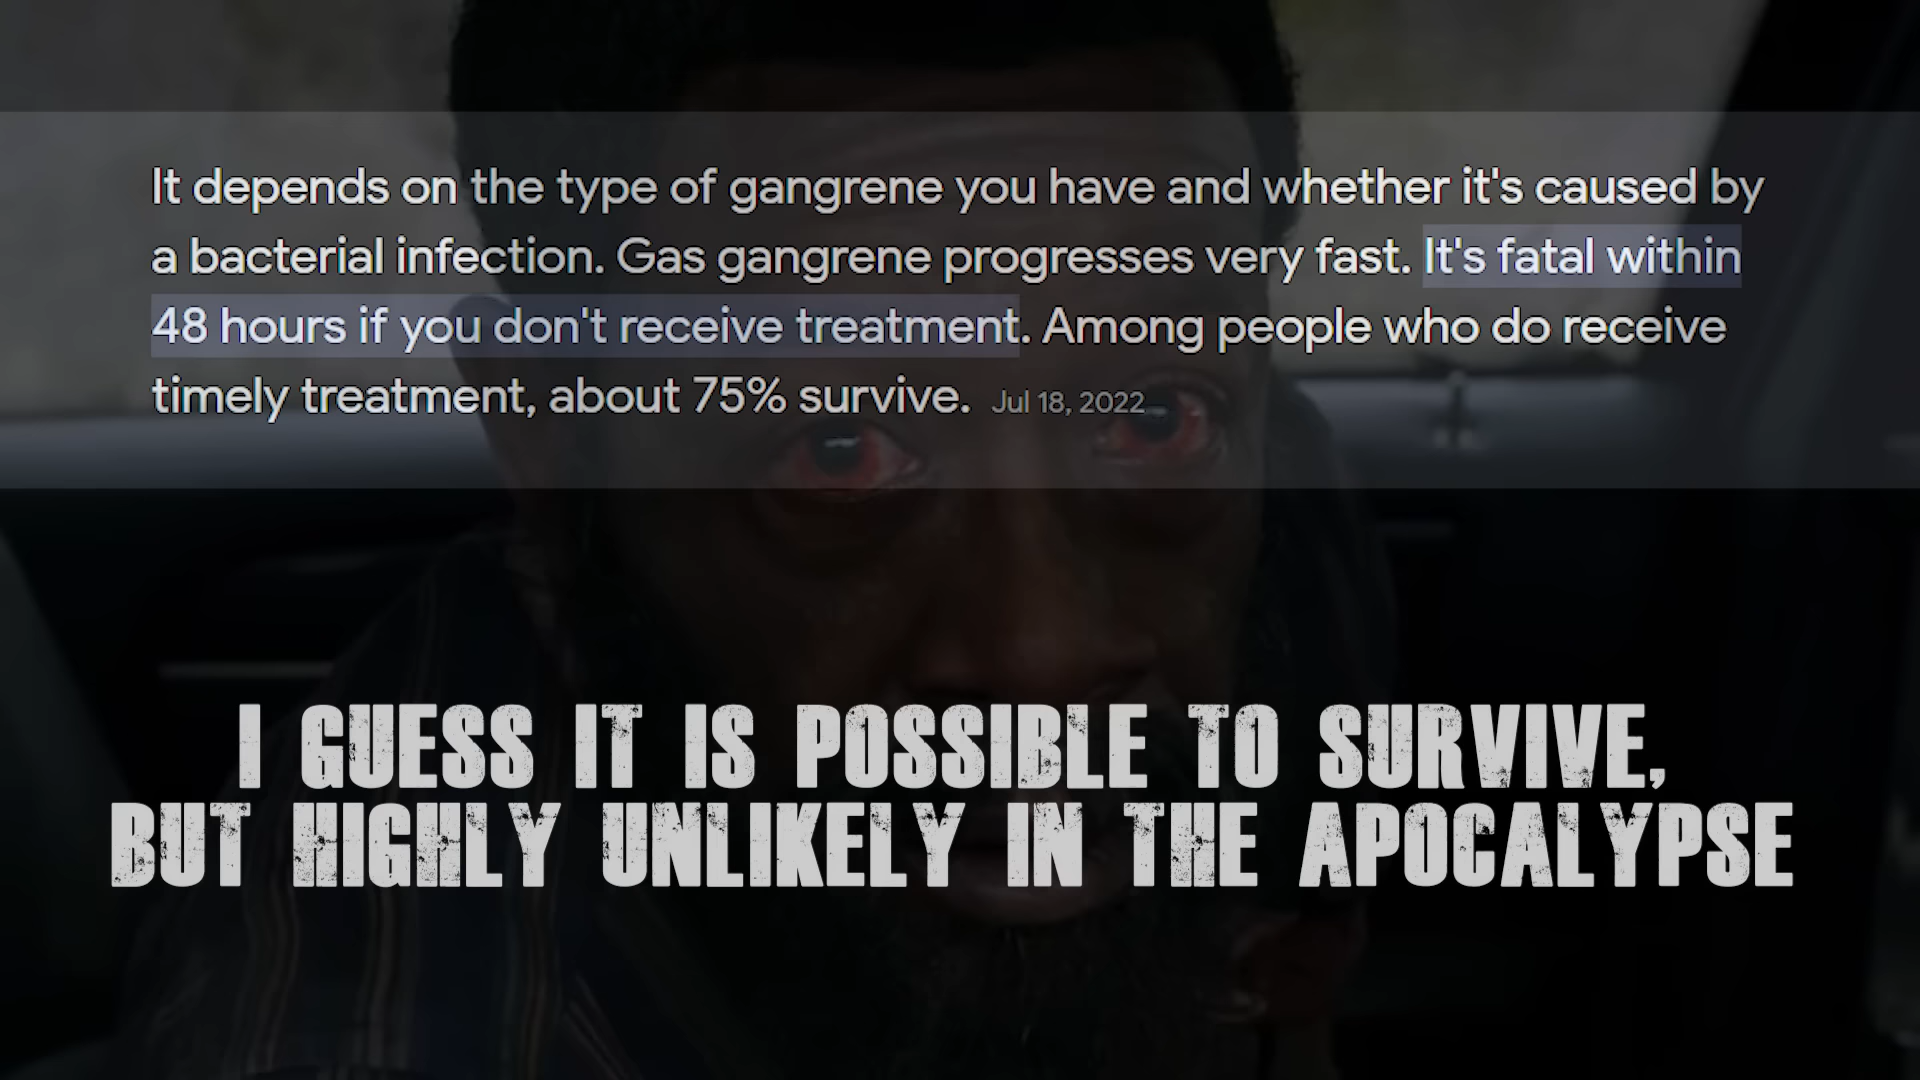 It depends on the type of gangrene you have and whether it's caused by
a bacterial infection. Gas gangrene progresses very fast. It's fatal within
48 hours if you don't receive treatment. Among people who do receive
timely treatment, about 75% survive. Jul 18, 2022
I GUESS IT IS POSSIBLE TO SURVIVE,
BUT HIGHLY UNLIKELY IN THE APOCALYPSE